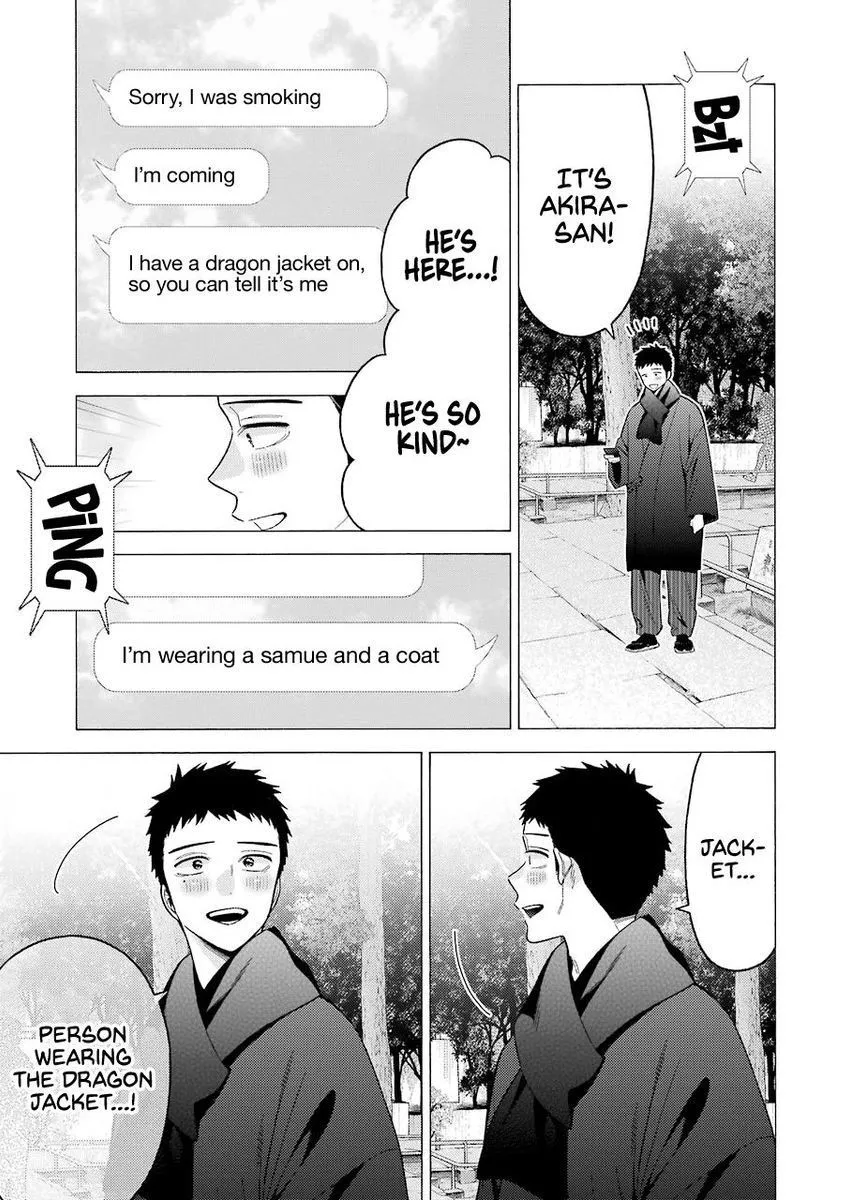 Bzt
IT'S
AKIRA-
SAN!
Sorry, I was smoking
I'm coming
I have a dragon jacket on,
so you can tell it's me
HE'S
HERE...!
HE'S SO
KIND~
PING
I'm wearing a samue and a coat
JACK-
ET...
PERSON
WEARING
THE DRAGON
JACKET...!